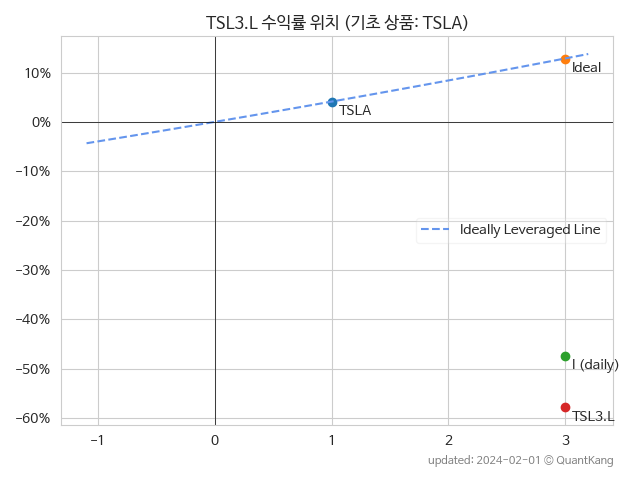 TSL3.L 수익률 위치 (기초 상품: TSLA)
10%
0%
−10%
−20%
−30%
−40%
−50%
−60%
Ideal
TSLA
Ideally Leveraged Line
I (daily)
TSL3.L
−1
0
1
2
3
updated: 2024-02-01 © QuantKang